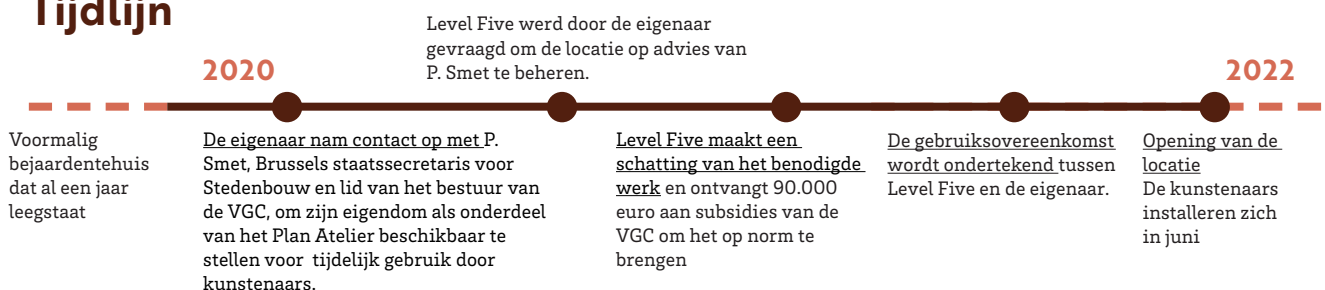 Tijdlijn
2020
Level Five werd door de eigenaar
gevraagd om de locatie op advies van
P. Smet te beheren.
2022
Voormalig
bejaardentehuis
dat al een jaar
leegstaat
De eigenaar nam contact op met P.
Smet, Brussels staatssecretaris voor
Stedenbouw en lid van het bestuur van
de VGC, om zijn eigendom als onderdeel
van het Plan Atelier beschikbaar te
stellen voor tijdelijk gebruik door
kunstenaars.
Level Five maakt een
schatting van het benodigde
werk en ontvangt 90.000
euro aan subsidies van de
VGC om het op norm te
brengen
De gebruiksovereenkomst
wordt ondertekend tussen
Level Five en de eigenaar.
Opening van de
locatie
De kunstenaars
installeren zich
in juni